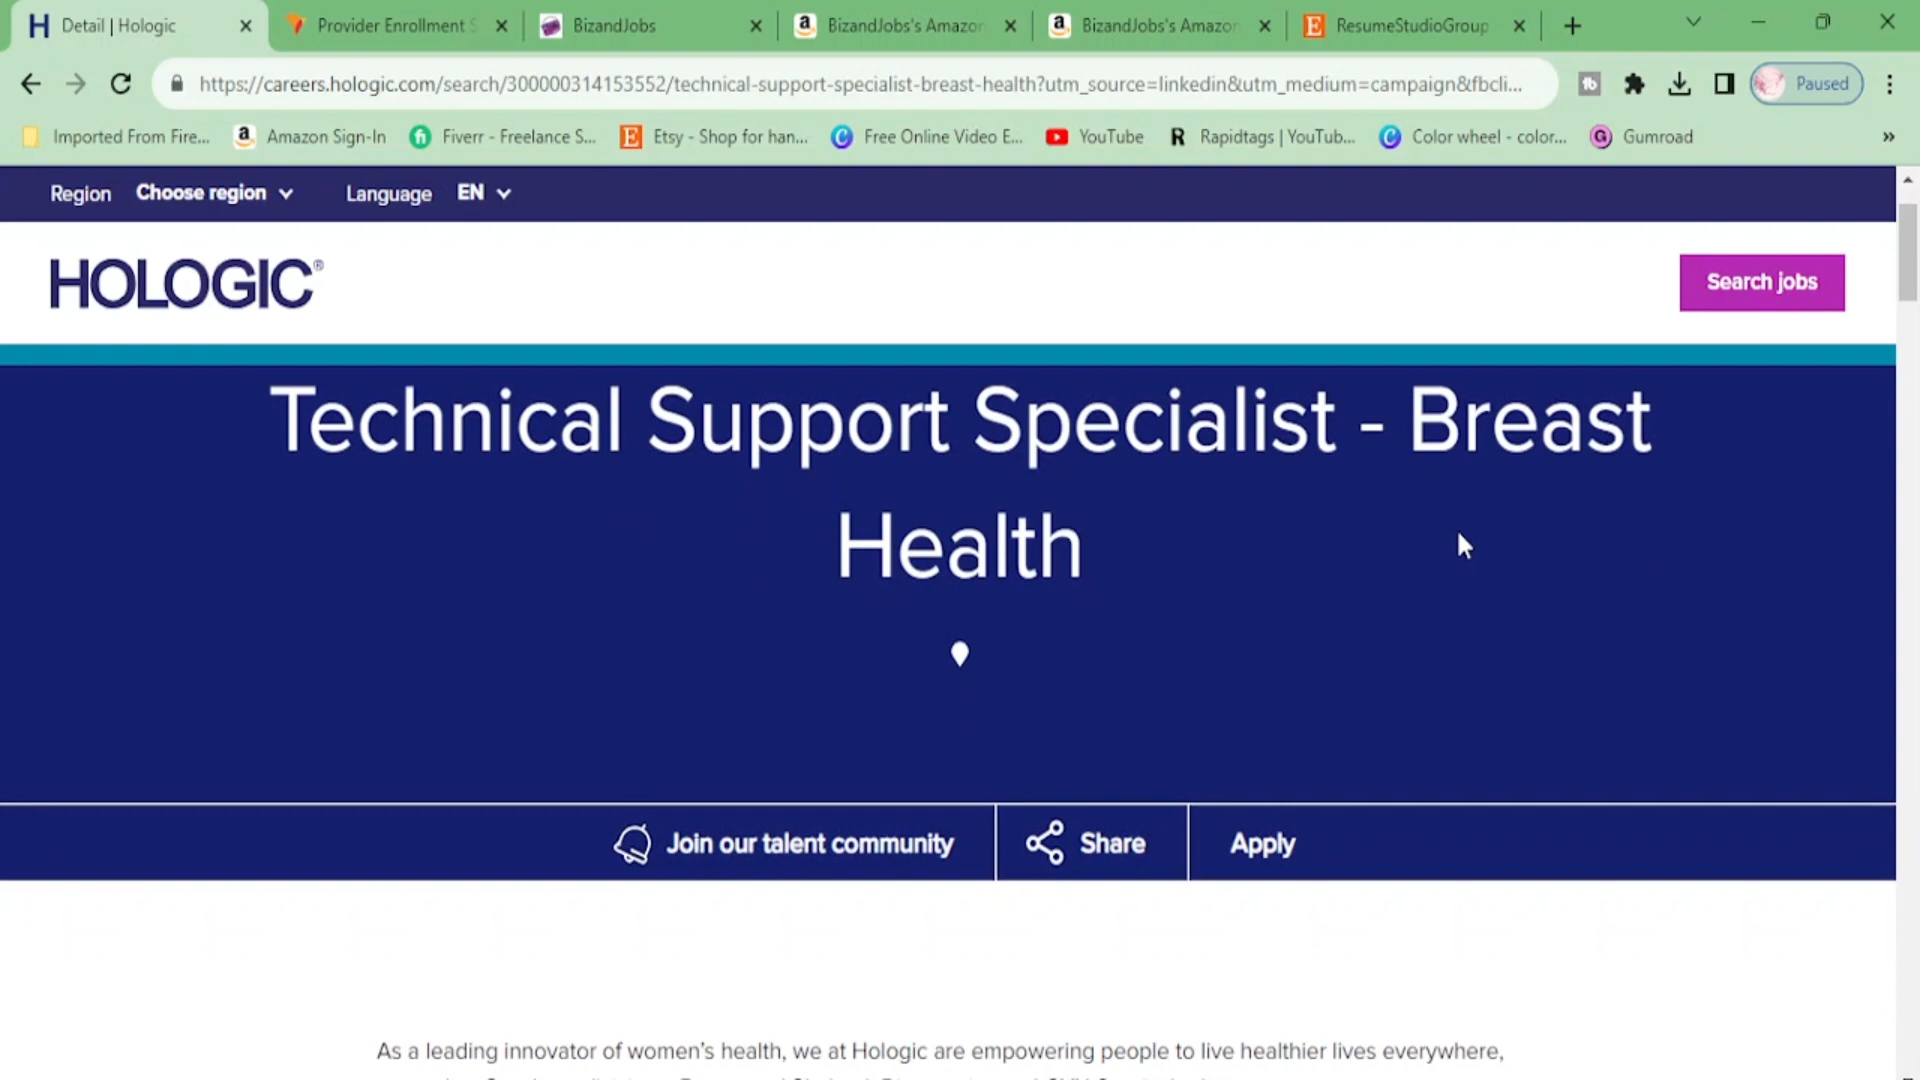 Detail | Hologic
Provider Enrollment S
BizandJobs
BizandJobs's Amazon
BizandJobs's Amazon
ResumeStudioGroup
https://careers.hologic.com/search/300000314153552/technical-support-specialist-breast-health?utm_source=linkedin&utm_medium=campaign&fbcli...
Paused
Imported From Fire...
Amazon Sign-In
Fiverr - Freelance S...
Etsy - Shop for han...
Free Online Video E...
YouTube
Rapidtags | YouTub...
Color wheel - color...
Gumroad
»
Region Choose region Language EN
HOLOGIC®
Search jobs
Technical Support Specialist - Breast
Health
Join our talent community
Share
Apply
As a leading innovator of women's health, we at Hologic are empowering people to live healthier lives everywhere,